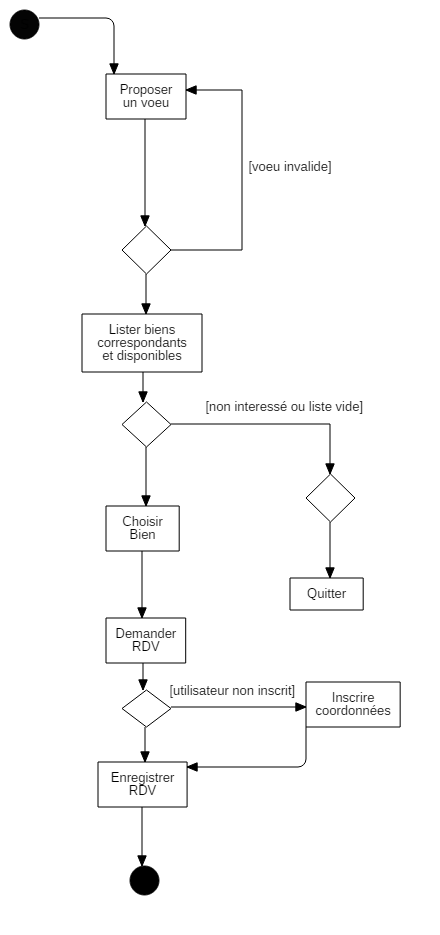 Proposer
un voeu
[voeu invalide]
Lister biens
correspondants
et disponibles
[non interessé ou liste vide]
Choisir
Bien
Quitter
Demander
RDV
[utilisateur non inscrit]
Inscrire
coordonnées
Enregistrer
RDV